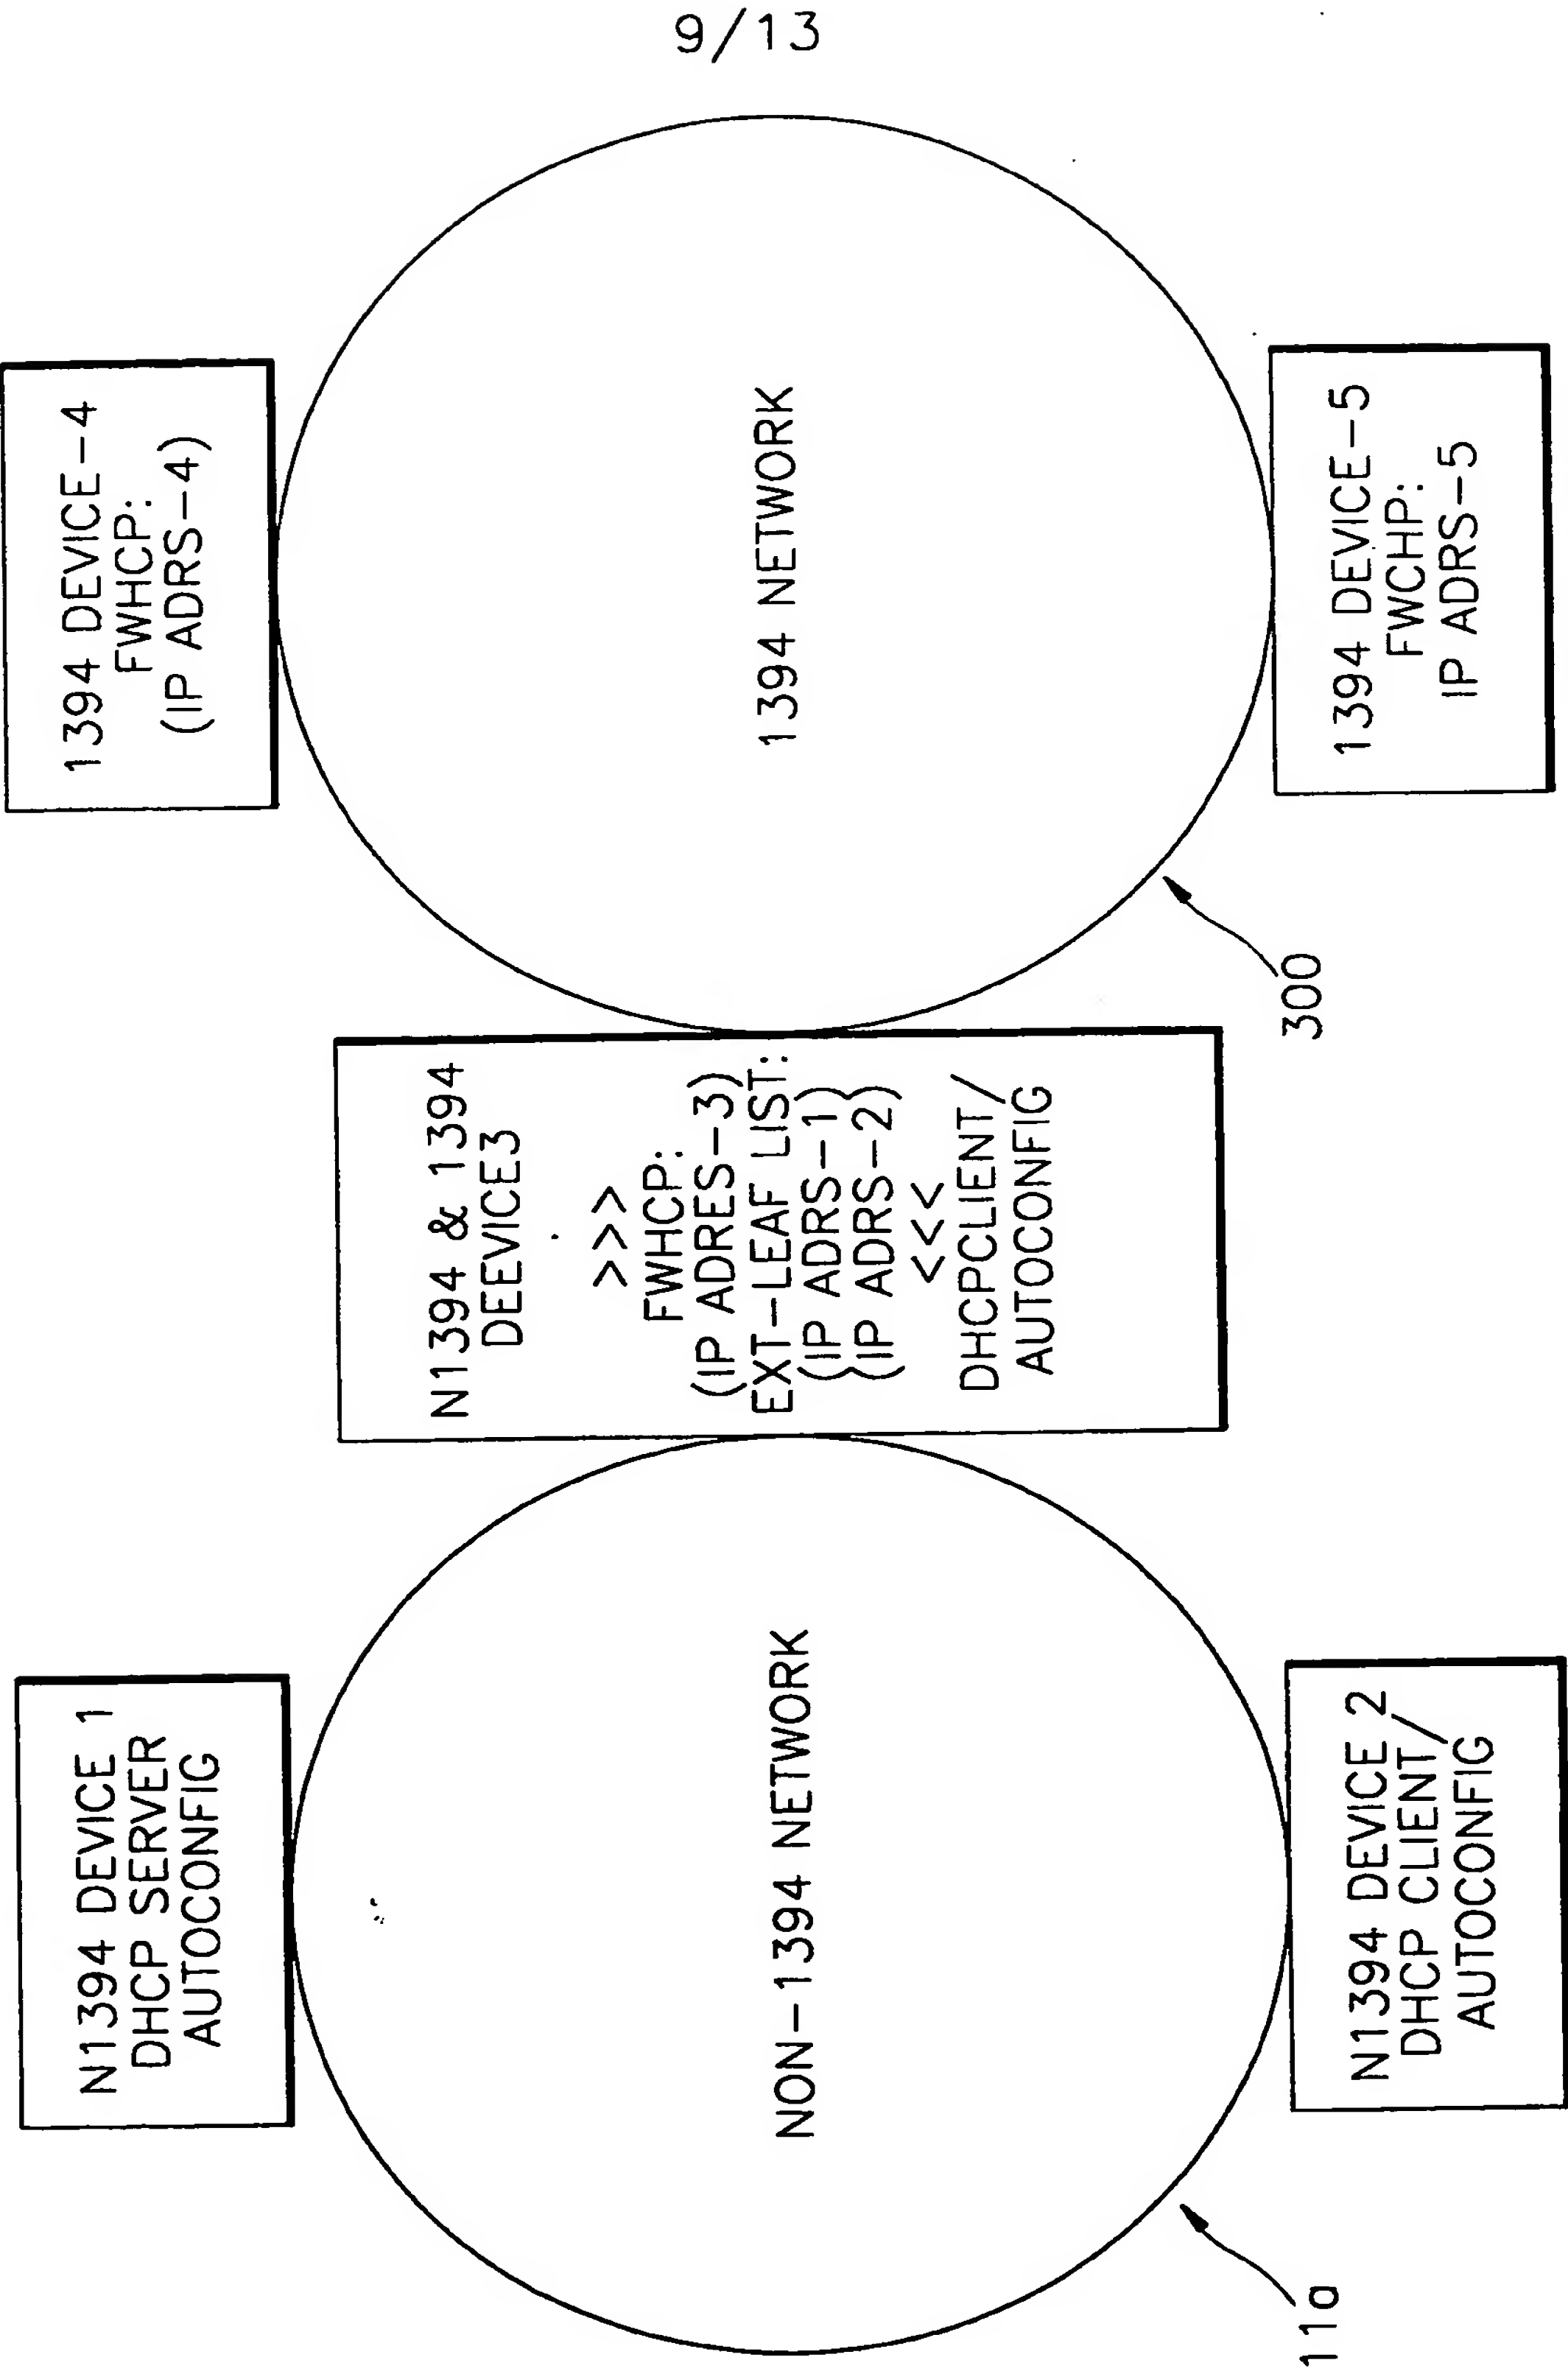 9/13
N1394 DEVICE 1
DHCP SERVER
AUTOCONFIG
1394 DEVICE-4
FWHCP:
(IP ADRS-4)
N1394 & 1394
DEEVICE3
>>>
FWHCP:
(IP ADRES-3)
EXT-LEAF LIST:
(IP ADRS-1)
(IP ADRS-2)
<<<
DHCPCLIENT/
AUTOCONFIG
NON-1394 NETWORK
1394 NETWORK
N1394 DEVICE 2
DHCP CLIENT/
AUTOCONFIG
1394 DEVICE-5
FWCHP:
IP ADRS-5
11a
300